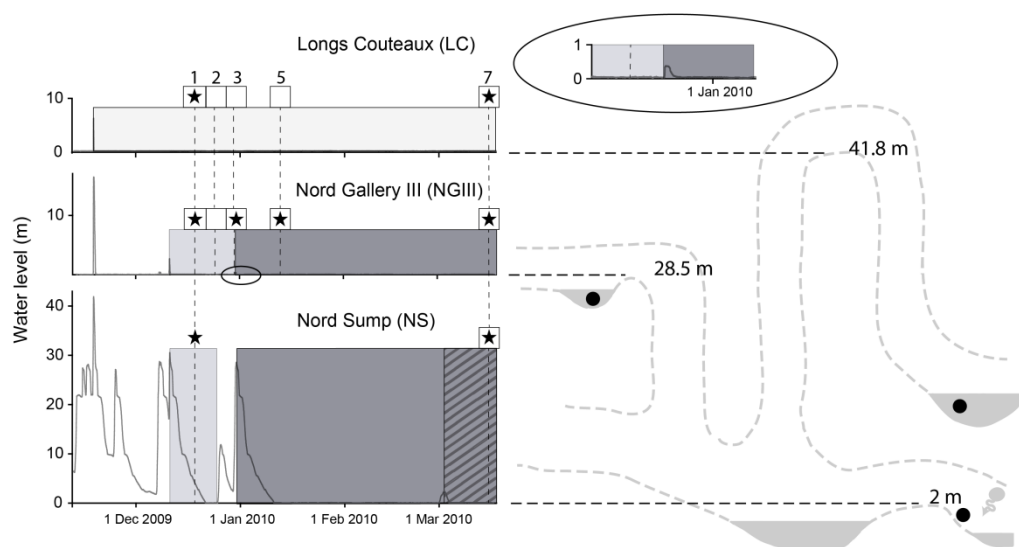 Longs Couteaux (LC)
1 2 3 5 7
10
0
Nord Gallery III (NGIII)
10
Water level (m)
Nord Sump (NS)
40
30
20
10
0
1 Dec 2009 1 Jan 2010 1 Feb 2010 1 Mar 2010
1
0
1 Jan 2010
41.8 m
28.5 m
2 m